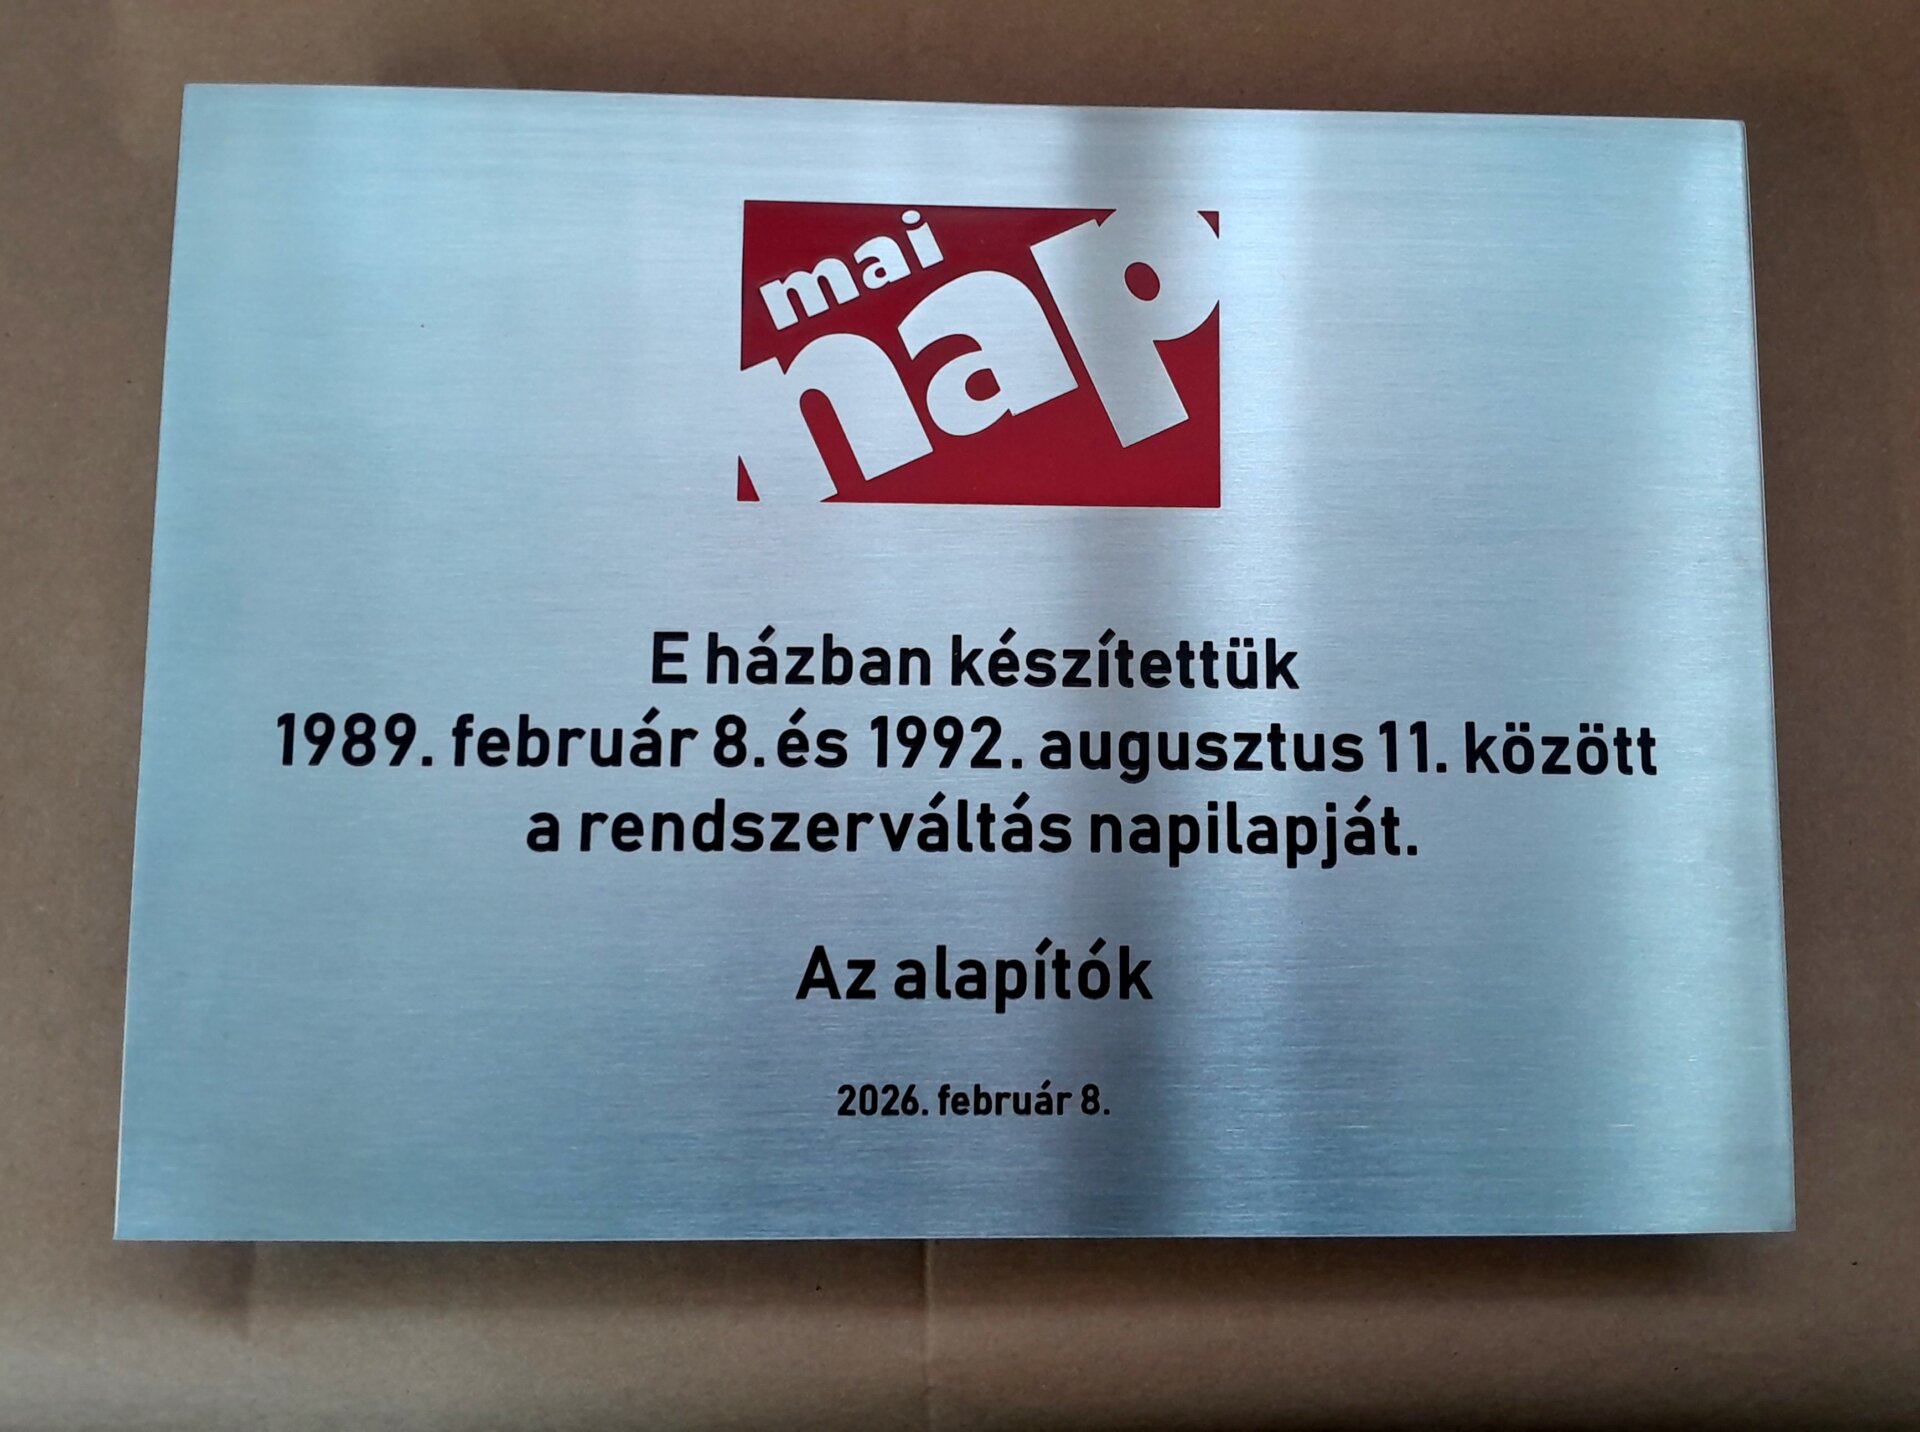 mai
nap
E házban készítettük
1989. február 8. és 1992. augusztus 11. között
a rendszerváltás napilapját.
Az alapítók
2026. február 8.